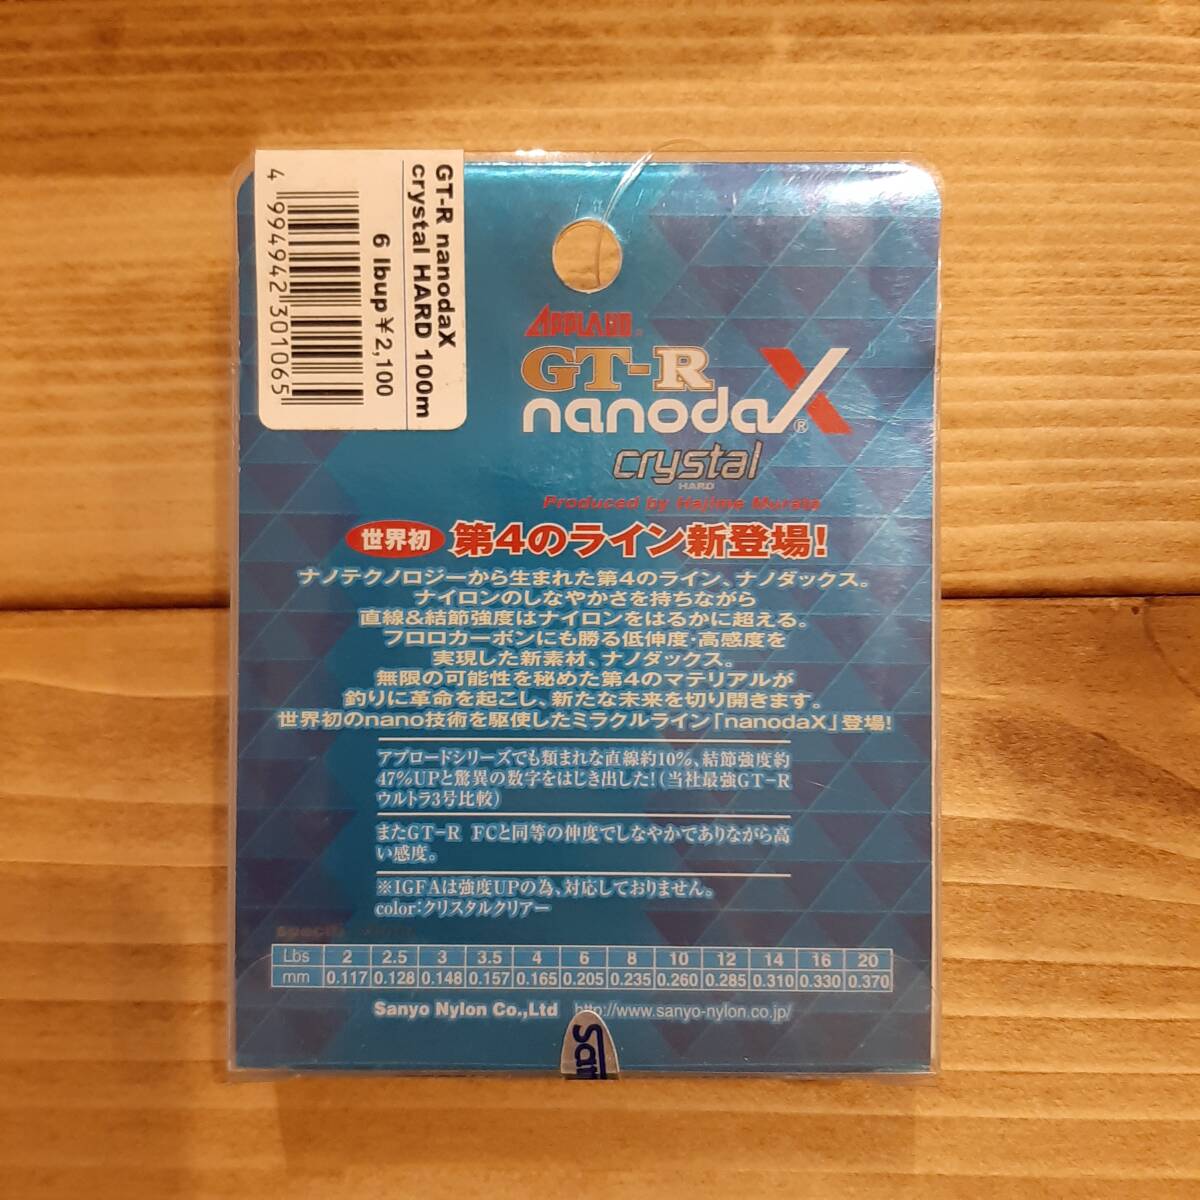 GT-R nanodaX
crystal HARD 100m
6 lbup¥2,100
4 994942 301065
APPLAUD®
GT-R
nanodaX®
crystal
HARD
Produced by Hajime Murata
世界初 第4のライン新登場!
ナノテクノロジーから生まれた第4のライン、ナノダックス。
ナイロンのしなやかさを持ちながら
直線&結節強度はナイロンをはるかに超える。
フロロカーボンにも勝る低伸度・高感度を
実現した新素材、ナノダックス。
無限の可能性を秘めた第4のマテリアルが
釣りに革命を起こし、新たな未来を切り開きます。
世界初のnano技術を駆使したミラクルライン「nanodaX」登場!
アプロードシリーズでも類まれな直線約10%、結節強度約
47%UPと驚異の数字をはじき出した!(当社最強GT-R
ウルトラ3号比較)
またGT-R FCと同等の伸度でしなやかでありながら高
い感度。
※IGFAは強度UPの為、対応しておりません。
color:クリスタルクリアー
Lbs 2 2.5 3 3.5 4 6 8 10 12 14 16 20
mm 0.117 0.128 0.148 0.157 0.165 0.205 0.235 0.260 0.285 0.310 0.330 0.370
Sanyo Nylon Co.,Ltd http://www.sanyo-nylon.co.jp/